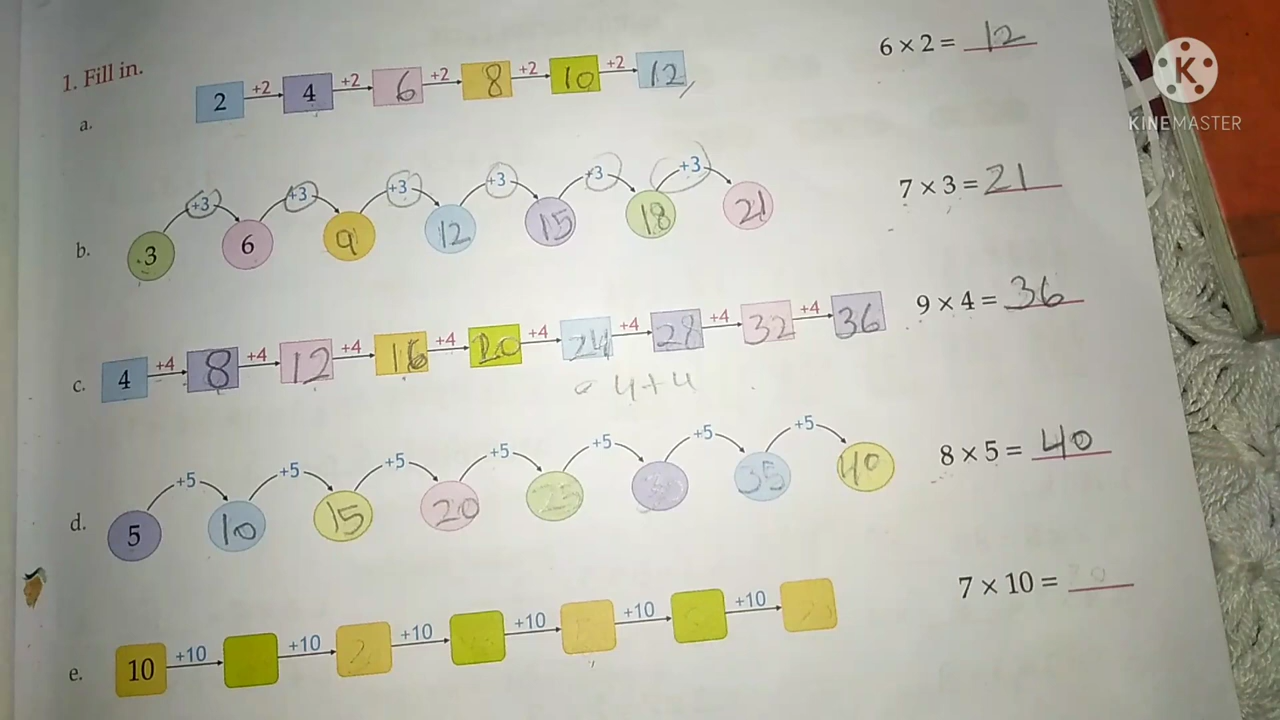 1. Fill in.
a. 2 +2 4 +2 6 +2 8 +2 10 +2 12 6 × 2 = 12
KINEMASTER
b. 3 +3 6 +3 9 +3 12 +3 15 +3 18 +3 21 7 × 3 = 21
c. 4 +4 8 +4 12 +4 16 +4 20 +4 24 +4 28 +4 32 +4 36 9 × 4 = 36
4+4
d. 5 +5 10 +5 15 +5 20 +5 25 +5 30 +5 35 +5 40 8 × 5 = 40
e. 10 +10 +10 +10 +10 +10 +10 7 × 10 =